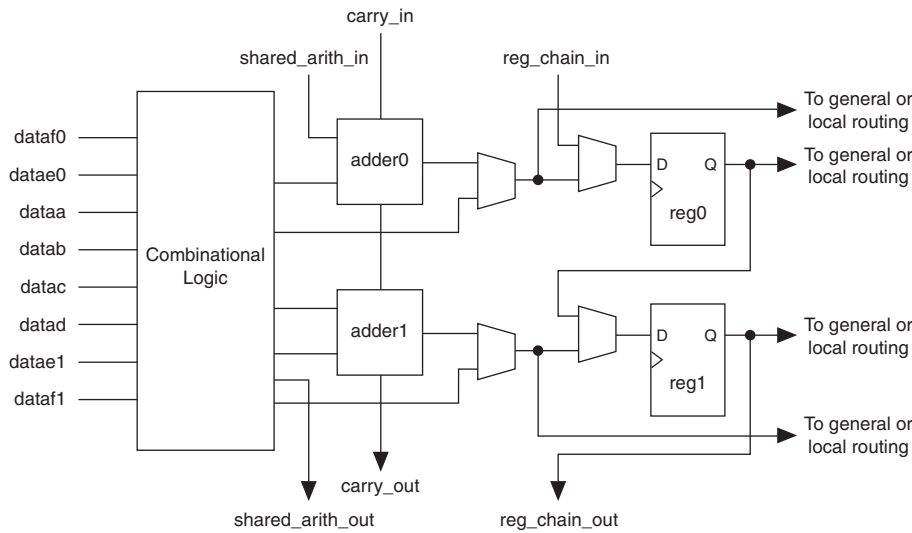 carry_in
shared_arith_in
reg_chain_in
To general or
local routing
dataf0
adder0
D Q
To general or
local routing
datae0
dataa
reg0
datab
Combinational
Logic
datac
datad
adder1
D Q
To general or
local routing
datae1
reg1
dataf1
To general or
local routing
carry_out
shared_arith_out
reg_chain_out